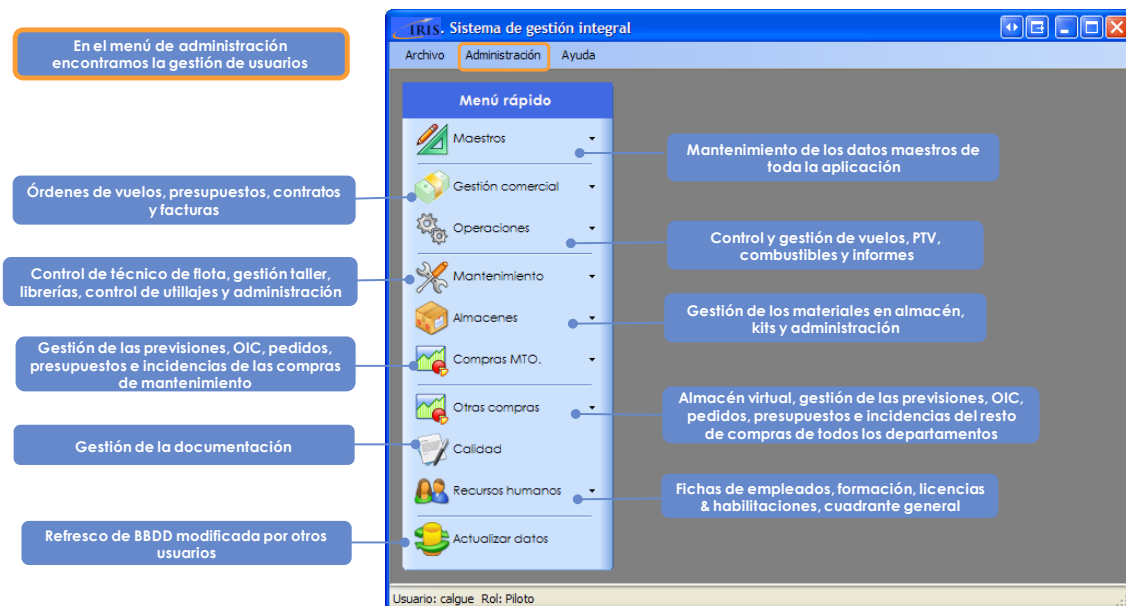 En el menú de administración
encontramos la gestión de usuarios
IRIS. Sistema de gestión integral
Archivo Administración Ayuda
Menú rápido
Maestros
Mantenimiento de los datos maestros de
toda la aplicación
Órdenes de vuelos, presupuestos, contratos
y facturas
Gestión comercial
Operaciones
Control y gestión de vuelos, PTV,
combustibles y informes
Control de técnico de flota, gestión taller,
librerías, control de utillajes y administración
Mantenimiento
Almacenes
Gestión de los materiales en almacén,
kits y administración
Gestión de las previsiones, OIC, pedidos,
presupuestos e incidencias de las compras
de mantenimiento
Compras MTO.
Otras compras
Almacén virtual, gestión de las previsiones, OIC,
pedidos, presupuestos e incidencias del resto
de compras de todos los departamentos
Gestión de la documentación
Calidad
Recursos humanos
Fichas de empleados, formación, licencias
& habilitaciones, cuadrante general
Refresco de BBDD modificada por otros
usuarios
Actualizar datos
Usuario: calgue Rol: Piloto